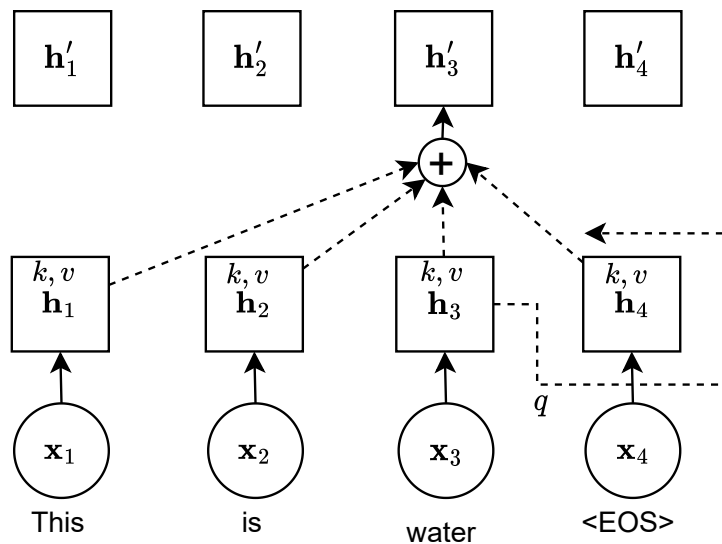 h′₁ h′₂ h′₃ h′₄
+
k, v k, v k, v k, v
h₁ h₂ h₃ h₄
q
x₁ x₂ x₃ x₄
This is water <EOS>